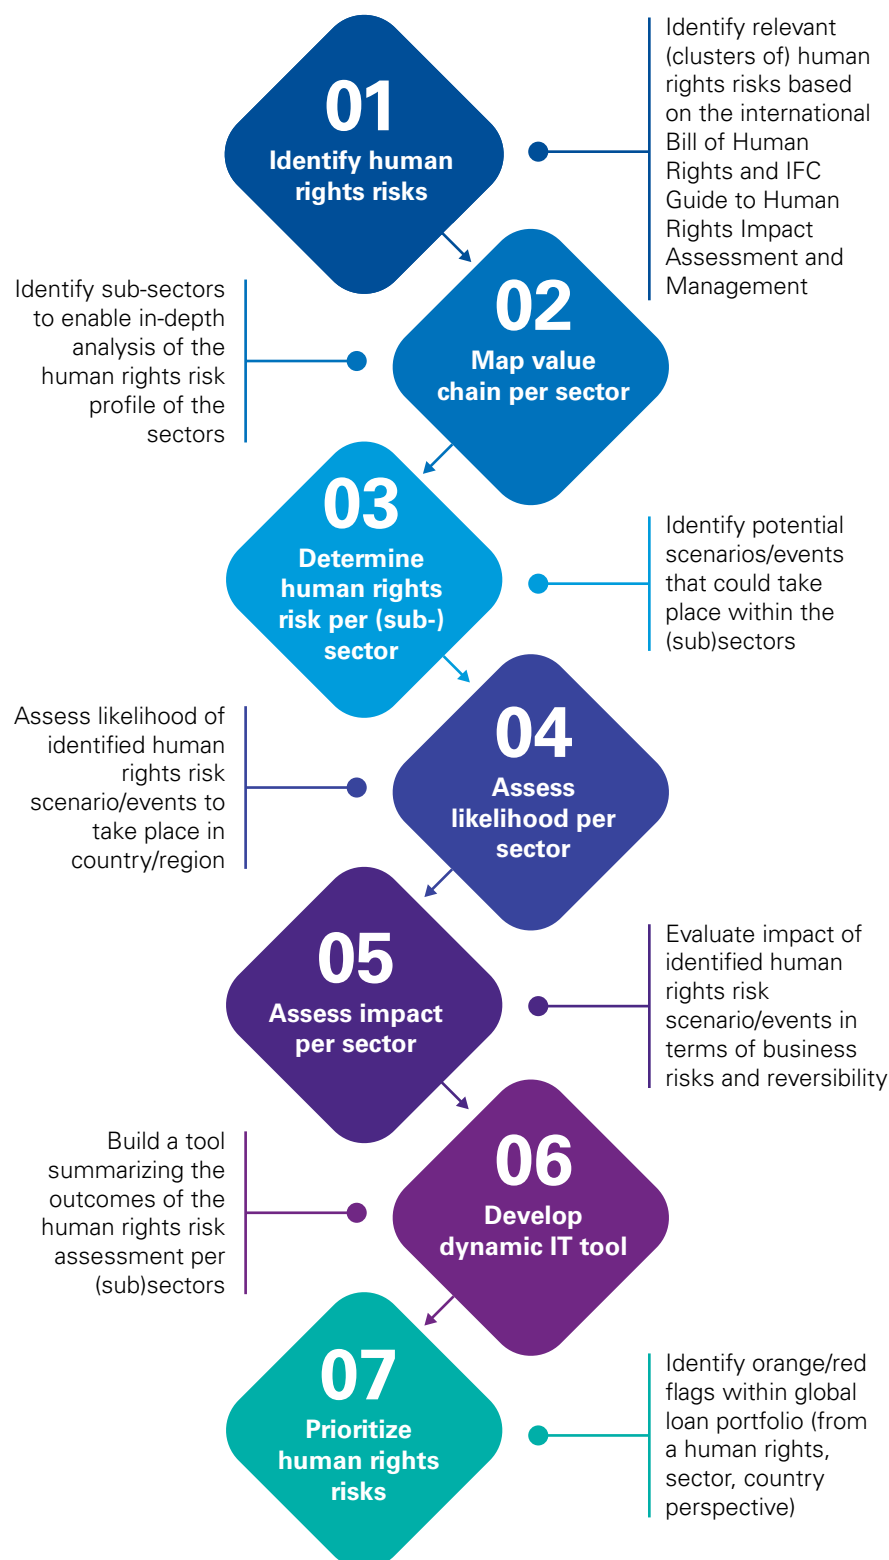 01
Identify human
rights risks
Identify relevant
(clusters of) human
rights risks based
on the international
Bill of Human
Rights and IFC
Guide to Human
Rights Impact
Assessment and
Management
02
Map value
chain per sector
Identify sub-sectors
to enable in-depth
analysis of the
human rights risk
profile of the
sectors
03
Determine
human rights
risk per (sub-)
sector
Identify potential
scenarios/events
that could take
place within the
(sub)sectors
04
Assess
likelihood per
sector
Assess likelihood of
identified human
rights risk
scenario/events to
take place in
country/region
05
Assess impact
per sector
Evaluate impact of
identified human
rights risk
scenario/events in
terms of business
risks and reversibility
06
Develop
dynamic IT tool
Build a tool
summarizing the
outcomes of the
human rights risk
assessment per
(sub)sectors
07
Prioritize
human rights
risks
Identify orange/red
flags within global
loan portfolio (from
a human rights,
sector, country
perspective)